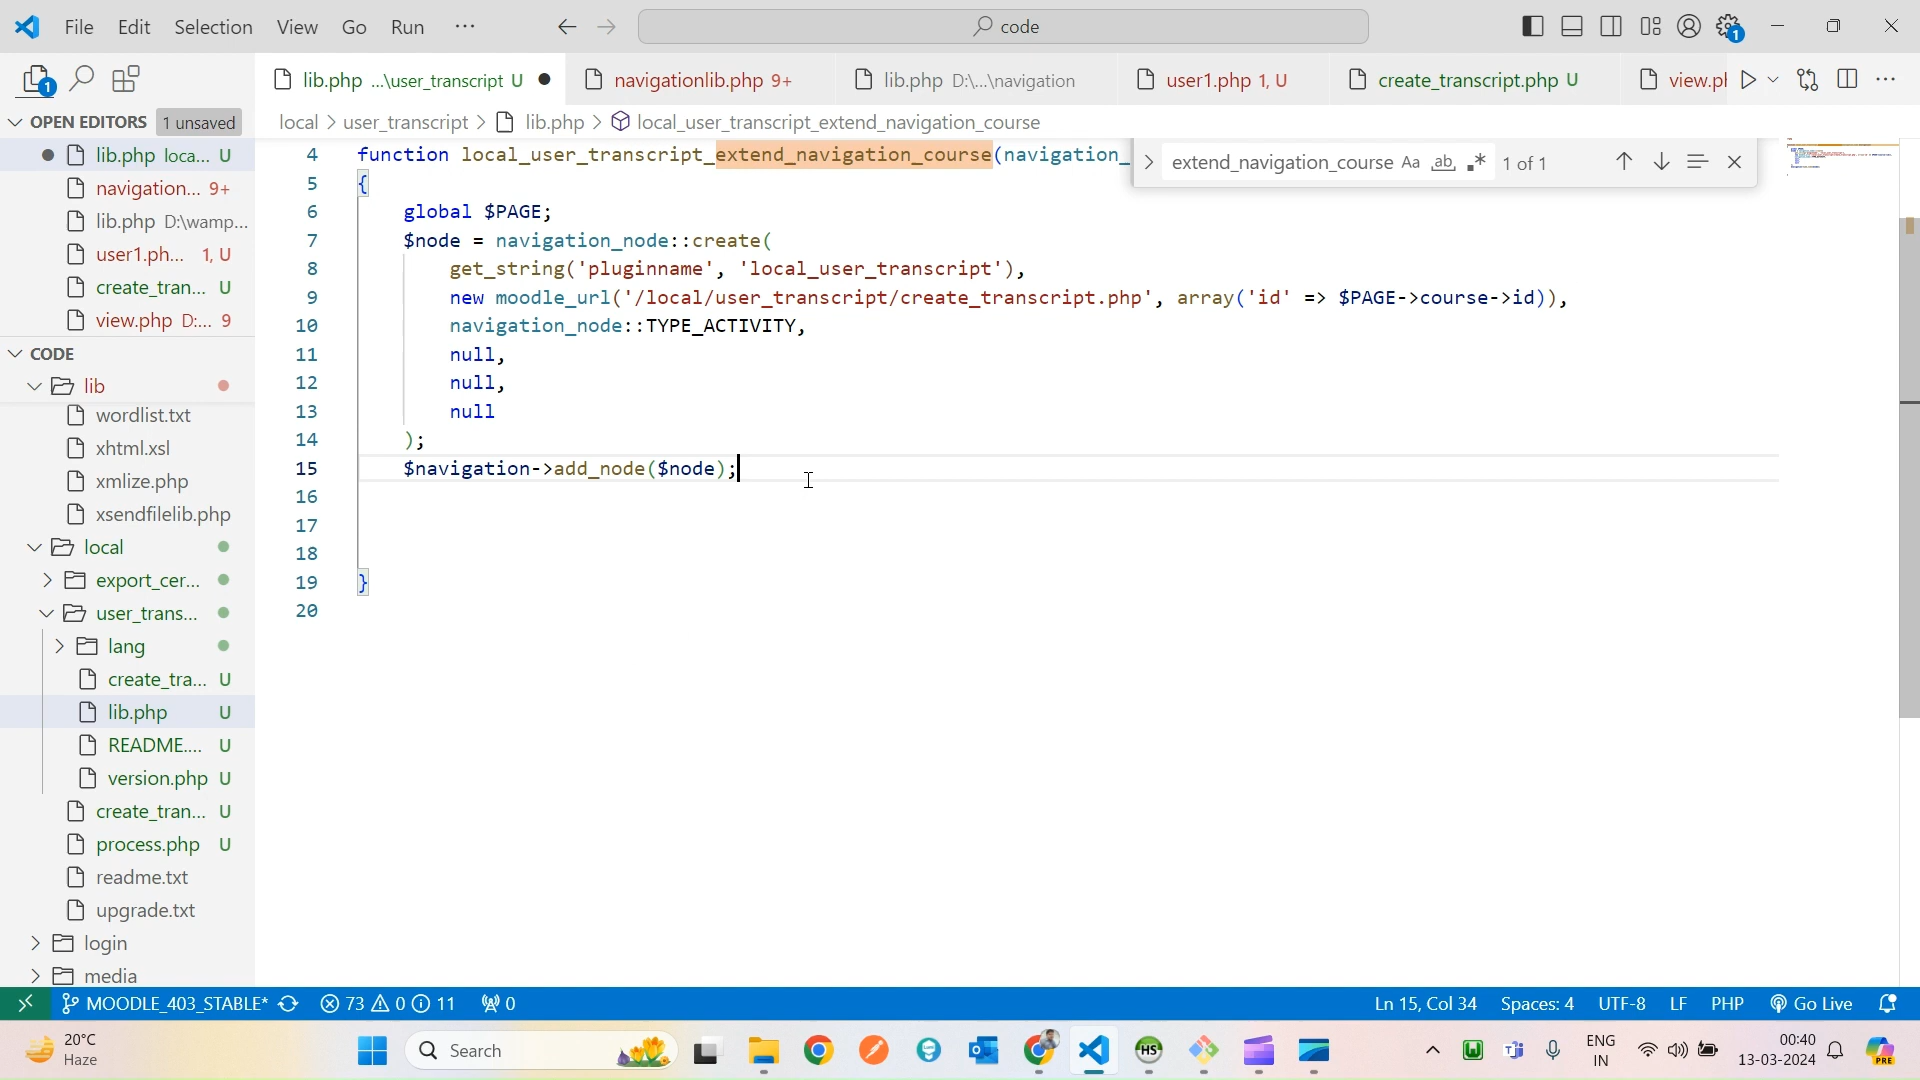 File Edit Selection View Go Run ··· code 1
1 lib.php ...\user_transcript U navigationlib.php 9+ lib.php D:\...\navigation user1.php 1, U create_transcript.php U view.pl
OPEN EDITORS 1 unsaved
local > user_transcript > lib.php > local_user_transcript_extend_navigation_course
lib.php loca... U
navigation... 9+
lib.php D:\wamp...
user1.ph... 1, U
create_tran... U
view.php D:... 9
extend_navigation_course Aa ab, .* 1 of 1
4 function local_user_transcript_extend_navigation_course(navigation_
5 {
6 global $PAGE;
7 $node = navigation_node::create(
8 get_string('pluginname', 'local_user_transcript'),
9 new moodle_url('/local/user_transcript/create_transcript.php', array('id' => $PAGE->course->id)),
10 navigation_node::TYPE_ACTIVITY,
11 null,
12 null,
13 null
14 );
15 $navigation->add_node($node);
16
17
18
19 }
20
CODE
lib
wordlist.txt
xhtml.xsl
xmlize.php
xsendfilelib.php
local
export_cer...
user_trans...
lang
create_tra... U
lib.php U
README.... U
version.php U
create_tran... U
process.php U
readme.txt
upgrade.txt
login
media
MOODLE_403_STABLE* 73 0 11 0 Ln 15, Col 34 Spaces: 4 UTF-8 LF PHP Go Live
20°C
Haze
Search
HS
ENG
IN
00:40
13-03-2024
PRE